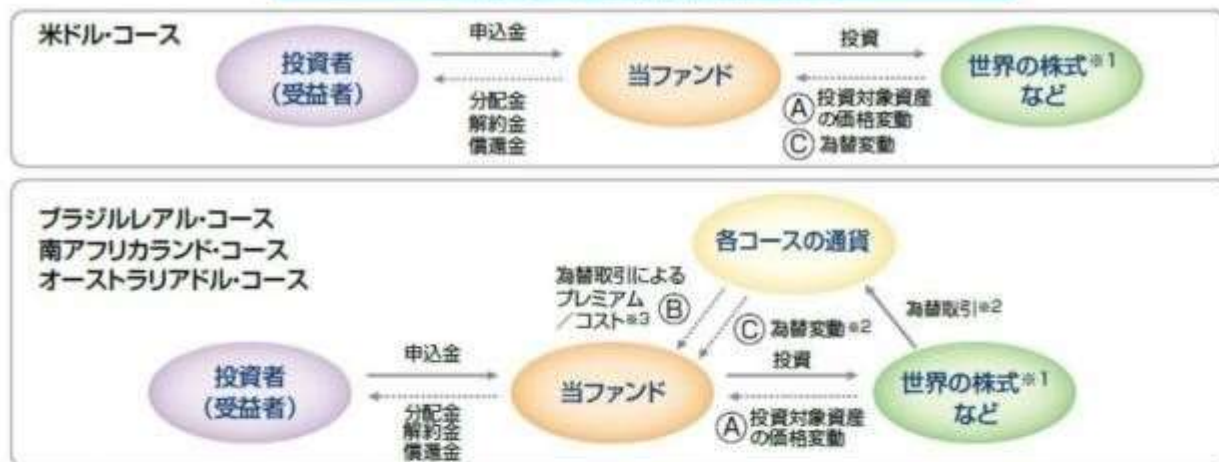 米ドル・コース
投資者
(受益者)
申込金
分配金
解約金
償還金
当ファンド
投資
Ⓐ投資対象資産
の価格変動
Ⓒ為替変動
世界の株式※1
など
ブラジルレアル・コース
南アフリカランド・コース
オーストラリアドル・コース
各コースの通貨
為替取引による
プレミアム
／コスト※3 Ⓑ
Ⓒ 為替変動※2
為替取引※2
投資者
(受益者)
申込金
分配金
解約金
償還金
当ファンド
投資
Ⓐ投資対象資産
の価格変動
世界の株式※1
など